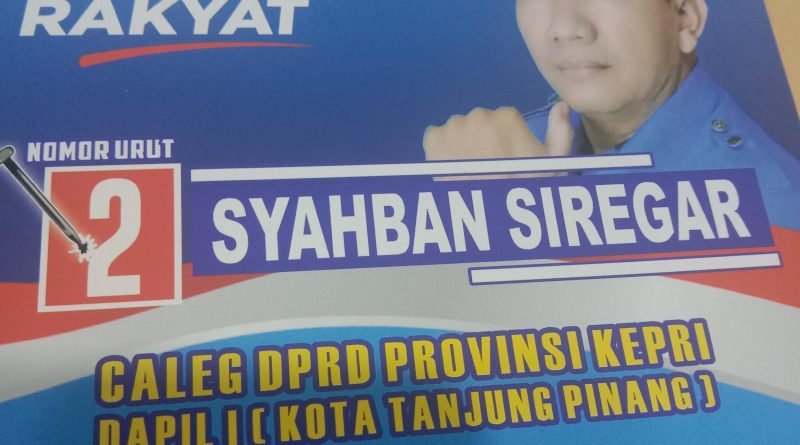 RAKYAT
NOMOR URUT
2
SYAHBAN SIREGAR
CALEG DPRD PROVINSI KEPRI
DAPIL I ( KOTA TANJUNG PINANG )